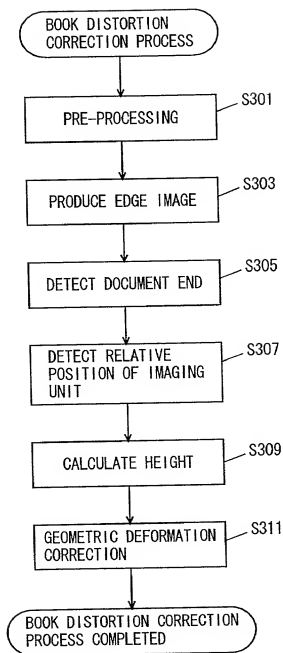 BOOK DISTORTION
CORRECTION PROCESS
S301
PRE-PROCESSING
S303
PRODUCE EDGE IMAGE
S305
DETECT DOCUMENT END
S307
DETECT RELATIVE
POSITION OF IMAGING
UNIT
S309
CALCULATE HEIGHT
S311
GEOMETRIC DEFORMATION
CORRECTION
BOOK DISTORTION CORRECTION
PROCESS COMPLETED